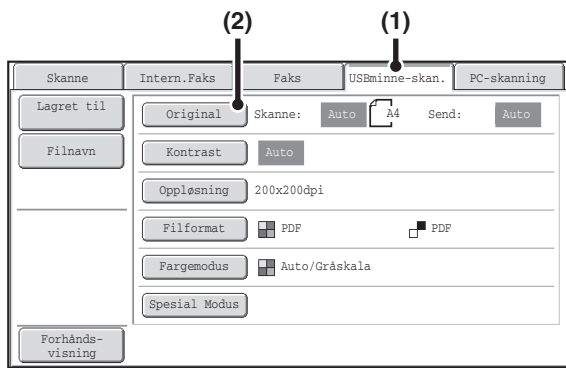 (2) (1)
Skanne Intern.Faks Faks USBminne-skan. PC-skanning
Lagret til
Original Skanne: Auto A4 Send: Auto
Filnavn
Kontrast Auto
Oppløsning 200x200dpi
Filformat PDF PDF
Fargemodus Auto/Gråskala
Spesial Modus
Forhånds-
visning